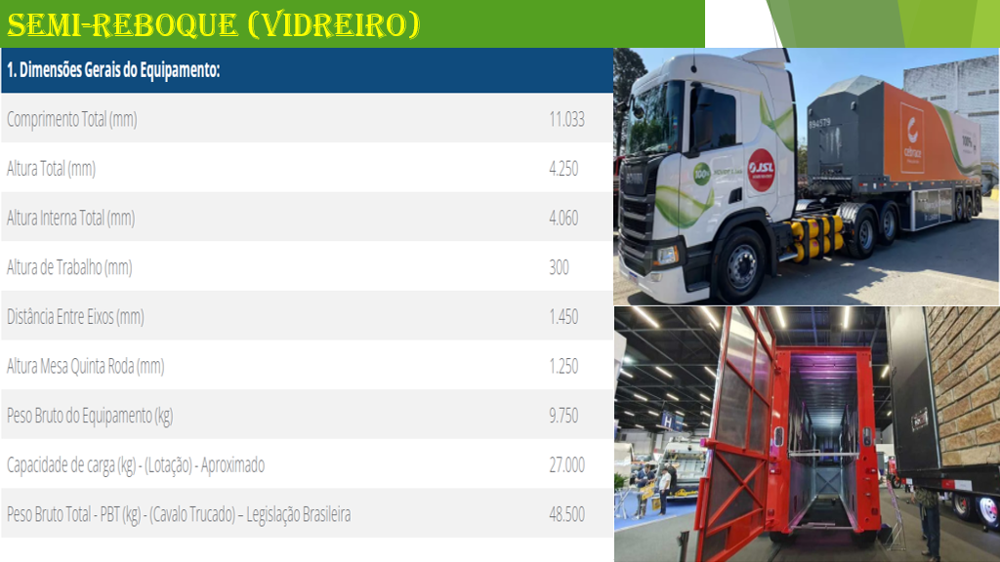 SEMI-REBOQUE (VIDREIRO)
1. Dimensões Gerais do Equipamento:
Comprimento Total (mm) 11.033
Altura Total (mm) 4.250
Altura Interna Total (mm) 4.060
Altura de Trabalho (mm) 300
Distância Entre Eixos (mm) 1.450
Altura Mesa Quinta Roda (mm) 1.250
Peso Bruto do Equipamento (kg) 9.750
Capacidade de carga (kg) - (Lotação) - Aproximado 27.000
Peso Bruto Total - PBT (kg) - (Cavalo Trucado) – Legislação Brasileira 48.500
894579
cebrace
100%
100%
JSL
SCANIA
H